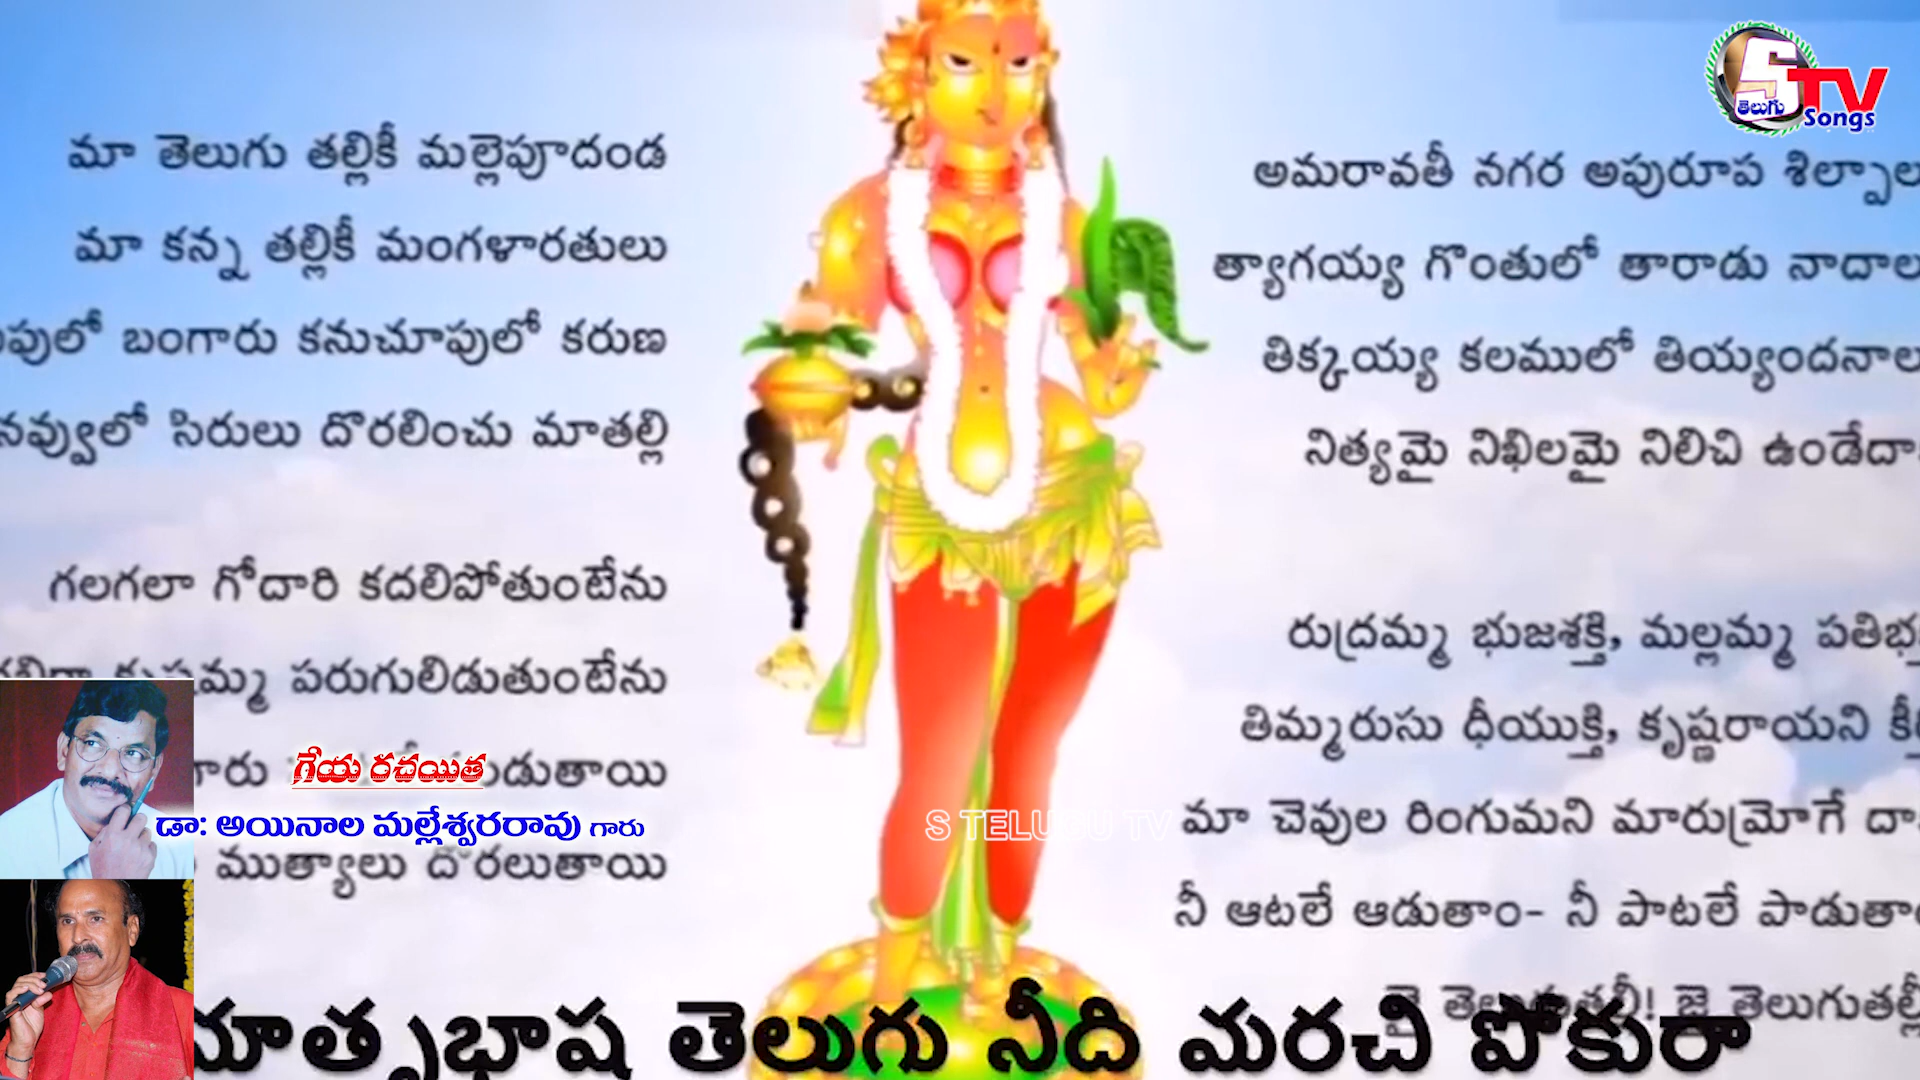 మా తెలుగు తల్లికీ మల్లెపూదండ
మా కన్న తల్లికీ మంగళారతులు
బంగారు కనుచూపులో కరుణ
సిరులు దొరలించు మాతల్లి
గలగలా గోదారి కదలిపోతుంటేను
పరుగులిడుతుంటేను
ముత్యాలు దొరలుతాయి
గేయ రచయిత
డా: అయినాల మల్లేశ్వరరావు గారు
S తెలుగు TV Songs
అమరావతీ నగర అపురూప
త్యాగయ్య గొంతులో తారాడు
తిక్కయ్య కలములో
నిత్యమై నిఖిలమై నిలిచి
రుద్రమ్మ భుజశక్తి, మల్లమ్మ
తిమ్మరుసు ధీయుక్తి, కృష్ణరాయని
మా చెవుల రింగుమని మారుమ్రోగే
నీ ఆటలే ఆడుతాం- నీ పాటలే
జై తెలుగుతల్లీ! జై
S TELUGU TV
మాతృభాష తెలుగు నీది మరచి పోకురా